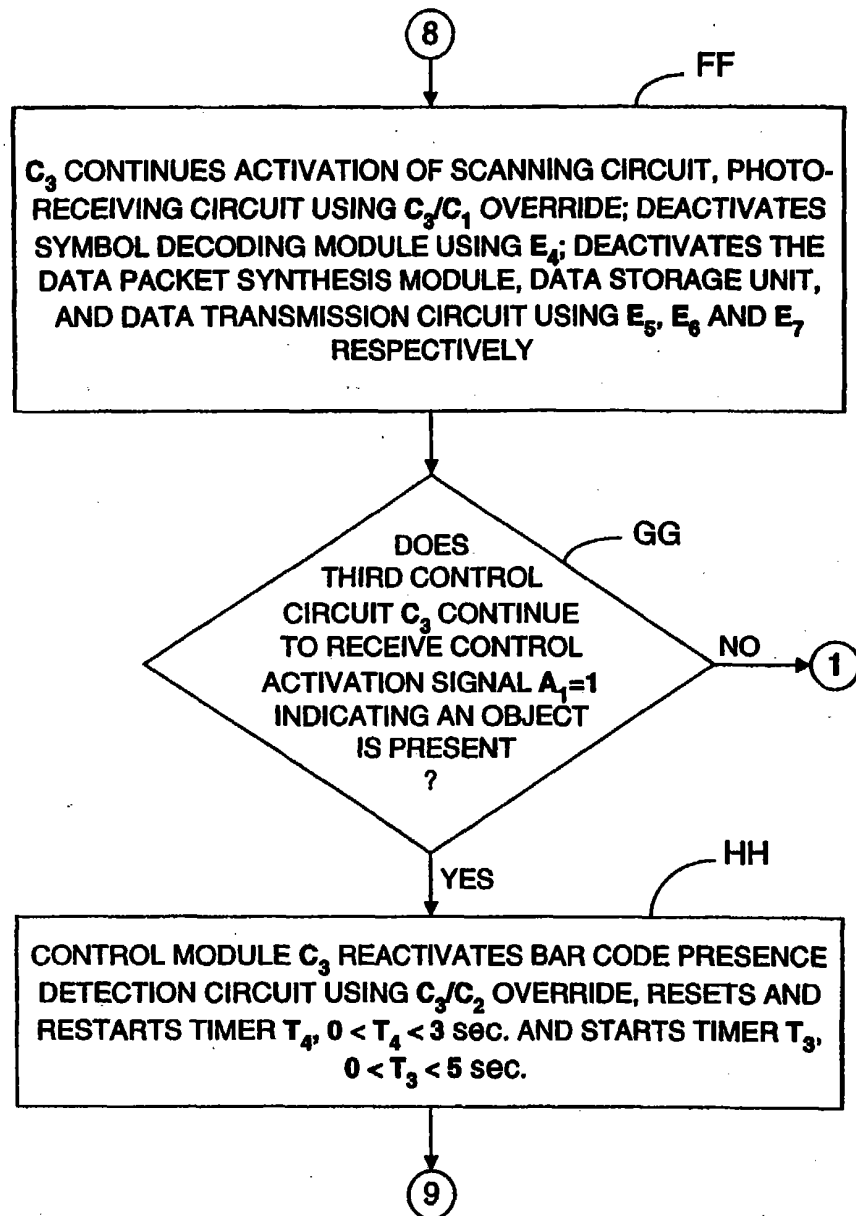 8
FF
C₃ CONTINUES ACTIVATION OF SCANNING CIRCUIT, PHOTO-
RECEIVING CIRCUIT USING C₃/C₁ OVERRIDE; DEACTIVATES
SYMBOL DECODING MODULE USING E₄; DEACTIVATES THE
DATA PACKET SYNTHESIS MODULE, DATA STORAGE UNIT,
AND DATA TRANSMISSION CIRCUIT USING E₅, E₆ AND E₇
RESPECTIVELY
GG
DOES
THIRD CONTROL
CIRCUIT C₃ CONTINUE
TO RECEIVE CONTROL
ACTIVATION SIGNAL A₁=1
INDICATING AN OBJECT
IS PRESENT
?
NO
1
YES
HH
CONTROL MODULE C₃ REACTIVATES BAR CODE PRESENCE
DETECTION CIRCUIT USING C₃/C₂ OVERRIDE, RESETS AND
RESTARTS TIMER T₄, 0 < T₄ < 3 SEC. AND STARTS TIMER T₃,
0 < T₃ < 5 SEC.
9